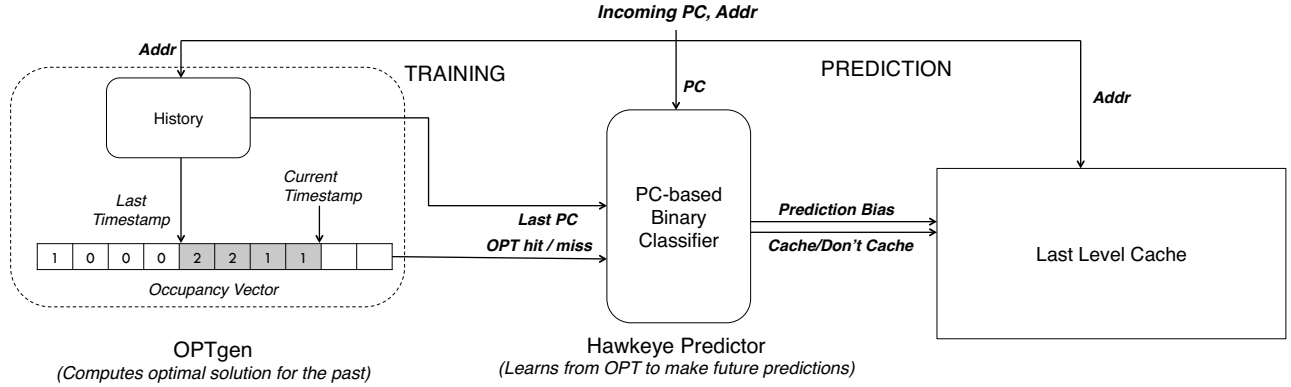 Incoming PC, Addr
Addr
TRAINING
PREDICTION
PC
Addr
History
Last
Timestamp
Current
Timestamp
PC-based
Binary
Classifier
Last PC
OPT hit / miss
Prediction Bias
Cache/Don't Cache
Last Level Cache
1 0 0 0 2 2 1 1
Occupancy Vector
OPTgen
(Computes optimal solution for the past)
Hawkeye Predictor
(Learns from OPT to make future predictions)